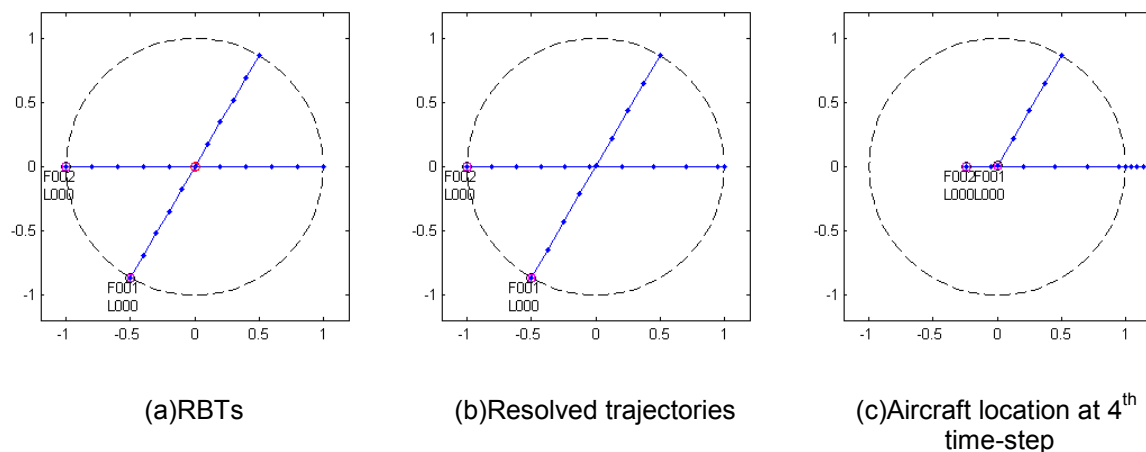 1
0.5
0
-0.5
-1
F002
L000
F001
L000
-1 -0.5 0 0.5 1
(a)RBTs
1
0.5
0
-0.5
-1
F002
L000
F001
L000
-1 -0.5 0 0.5 1
(b)Resolved trajectories
1
0.5
0
-0.5
-1
F002 F001
L000 L000
-1 -0.5 0 0.5 1
(c)Aircraft location at 4th
time-step